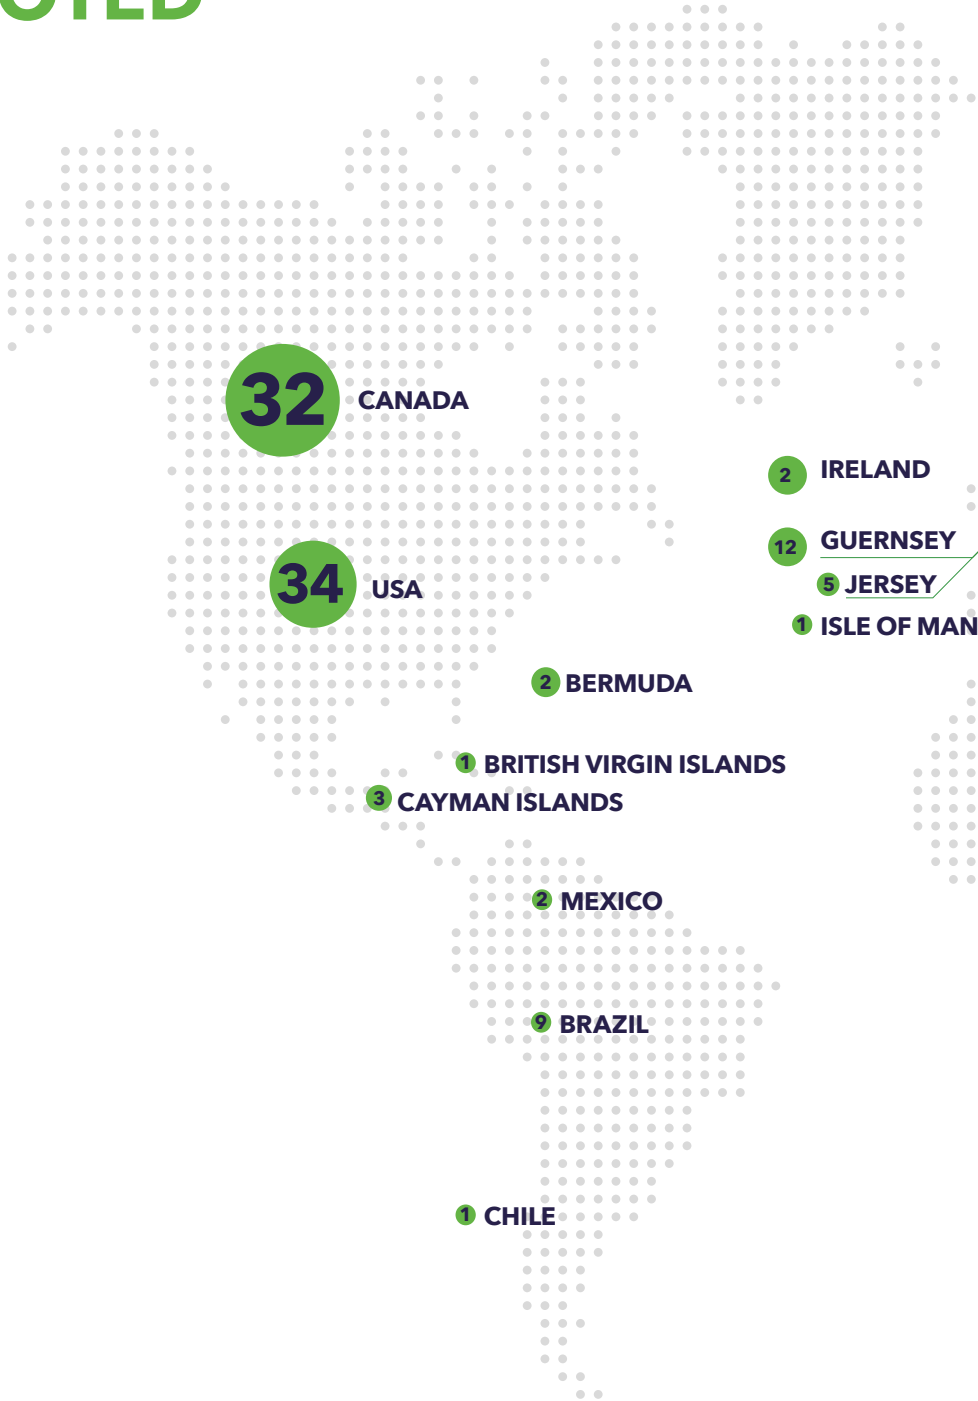 32 CANADA
2 IRELAND
12 GUERNSEY
34 USA
5 JERSEY
1 ISLE OF MAN
2 BERMUDA
1 BRITISH VIRGIN ISLANDS
3 CAYMAN ISLANDS
2 MEXICO
9 BRAZIL
1 CHILE